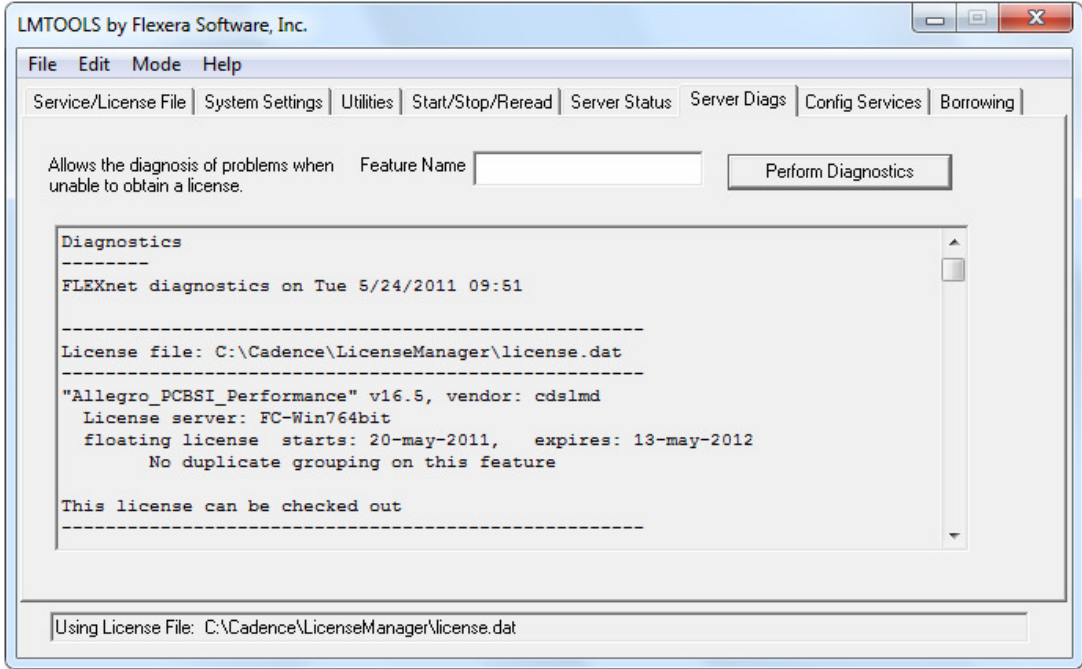 LMTOOLS by Flexera Software, Inc.
File Edit Mode Help
Service/License File System Settings Utilities Start/Stop/Reread Server Status Server Diags Config Services Borrowing
Allows the diagnosis of problems when
unable to obtain a license.
Feature Name
Perform Diagnostics
Diagnostics
--------
FLEXnet diagnostics on Tue 5/24/2011 09:51
-----------------------------------------------------
License file: C:\Cadence\LicenseManager\license.dat
-----------------------------------------------------
"Allegro_PCBSI_Performance" v16.5, vendor: cdslmd
License server: FC-Win764bit
floating license starts: 20-may-2011, expires: 13-may-2012
No duplicate grouping on this feature
This license can be checked out
-----------------------------------------------------
Using License File: C:\Cadence\LicenseManager\license.dat